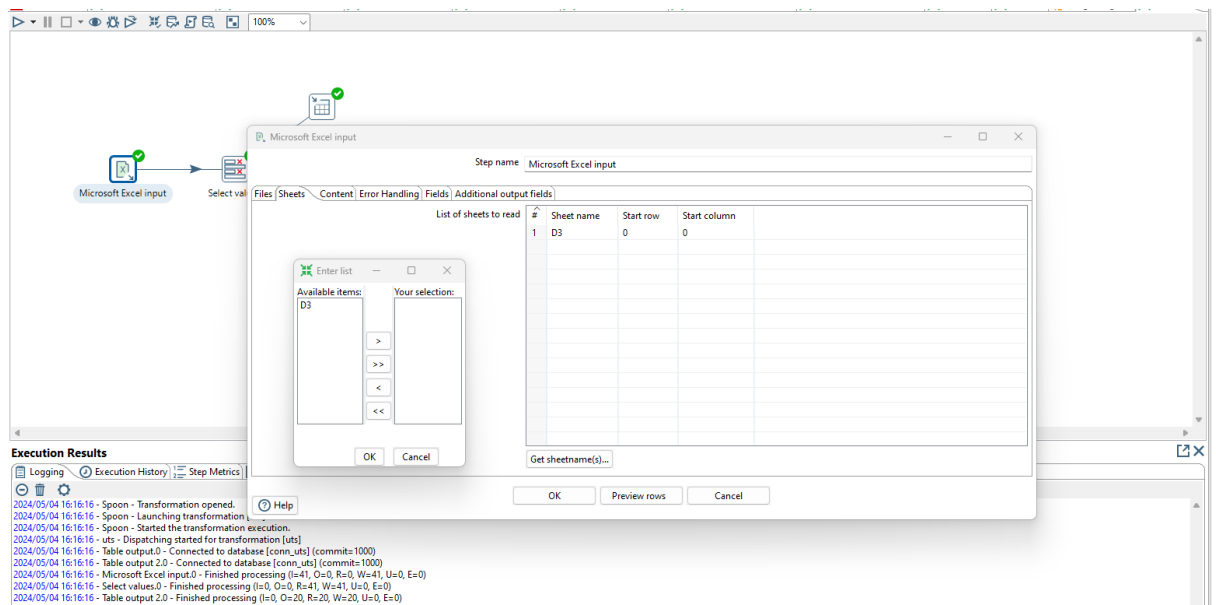 100%
Microsoft Excel input
Select val
Microsoft Excel input
Step name Microsoft Excel input
Files Sheets Content Error Handling Fields Additional output fields
List of sheets to read # Sheet name Start row Start column
1 D3 0 0
Enter list
Available items: Your selection:
D3
>
>>
<
<<
OK Cancel
Get sheetname(s)...
OK Preview rows Cancel
Help
Execution Results
Logging Execution History Step Metrics
2024/05/04 16:16:16 - Spoon - Transformation opened.
2024/05/04 16:16:16 - Spoon - Launching transformation
2024/05/04 16:16:16 - Spoon - Started the transformation execution.
2024/05/04 16:16:16 - uts - Dispatching started for transformation [uts]
2024/05/04 16:16:16 - Table output.0 - Connected to database [conn_uts] (commit=1000)
2024/05/04 16:16:16 - Table output 2.0 - Connected to database [conn_uts] (commit=1000)
2024/05/04 16:16:16 - Microsoft Excel input.0 - Finished processing (I=41, O=0, R=0, W=41, U=0, E=0)
2024/05/04 16:16:16 - Select values.0 - Finished processing (I=0, O=0, R=41, W=41, U=0, E=0)
2024/05/04 16:16:16 - Table output 2.0 - Finished processing (I=0, O=20, R=20, W=20, U=0, E=0)